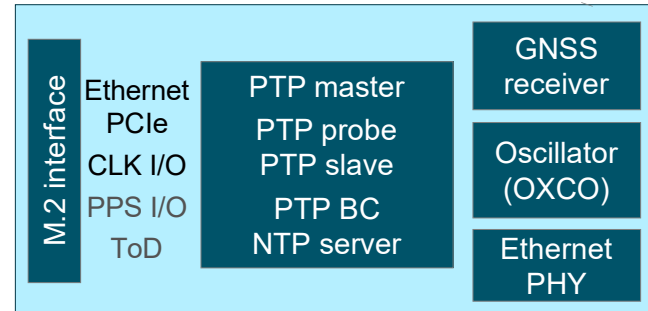 M.2 interface
Ethernet
PCIe
CLK I/O
PPS I/O
ToD
PTP master
PTP probe
PTP slave
PTP BC
NTP server
GNSS
receiver
Oscillator
(OXCO)
Ethernet
PHY